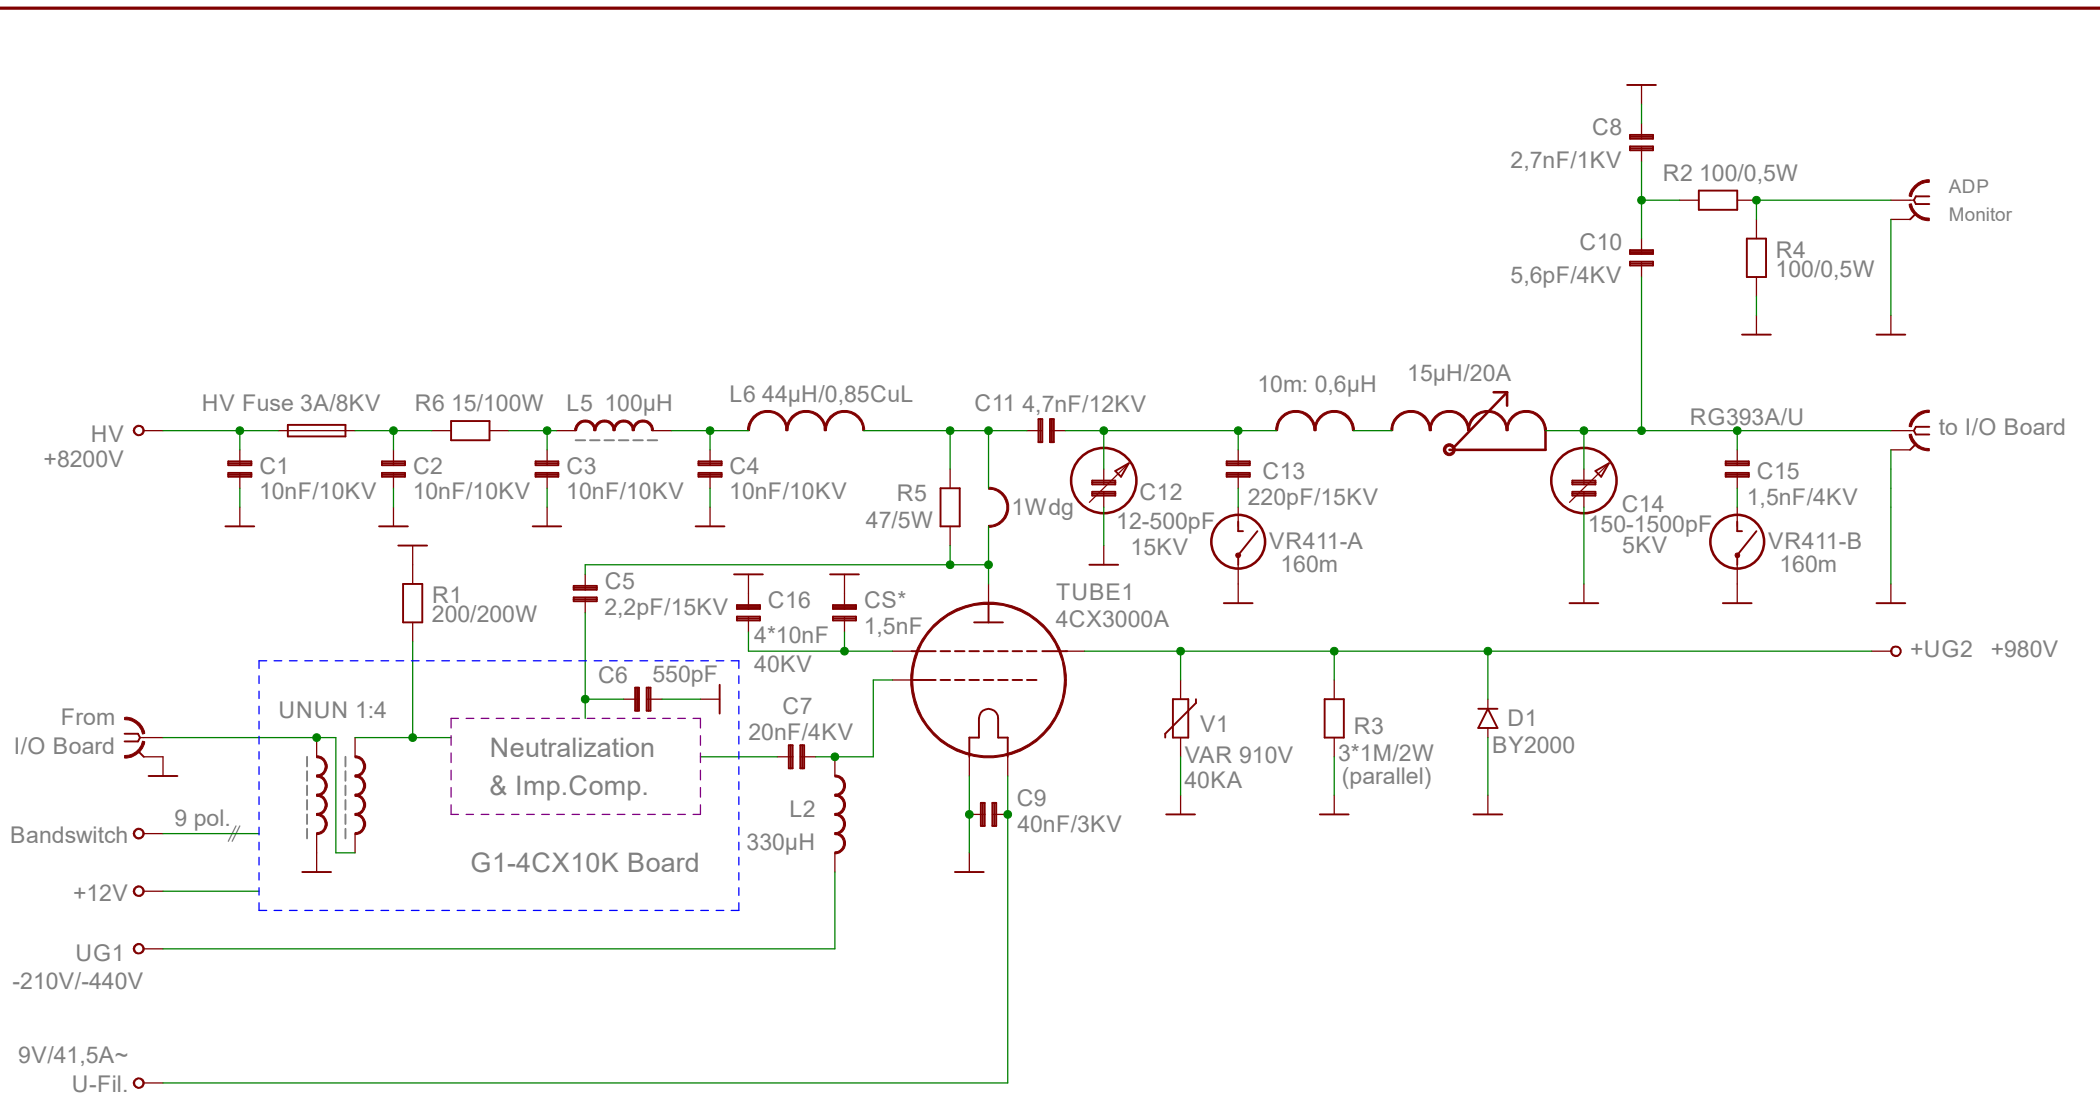 C8
2,7nF/1KV
R2 100/0,5W
ADP
Monitor
C10
5,6pF/4KV
R4
100/0,5W
HV Fuse 3A/8KV
R6 15/100W
L5 100µH
L6 44µH/0,85CuL
C11 4,7nF/12KV
10m: 0,6µH
15µH/20A
RG393A/U
to I/O Board
HV
+8200V
C1
10nF/10KV
C2
10nF/10KV
C3
10nF/10KV
C4
10nF/10KV
R5
47/5W
1Wdg
C12
12-500pF
15KV
C13
220pF/15KV
VR411-A
160m
C14
150-1500pF
5KV
C15
1,5nF/4KV
VR411-B
160m
R1
200/200W
C5
2,2pF/15KV
C16
4*10nF
40KV
CS*
1,5nF
TUBE1
4CX3000A
+UG2 +980V
C6 550pF
UNUN 1:4
From
I/O Board
Neutralization
& Imp.Comp.
C7
20nF/4KV
V1
VAR 910V
40KA
R3
3*1M/2W
(parallel)
D1
BY2000
L2
330µH
C9
40nF/3KV
Bandswitch
9 pol.
G1-4CX10K Board
+12V
UG1
-210V/-440V
9V/41,5A~
U-Fil.